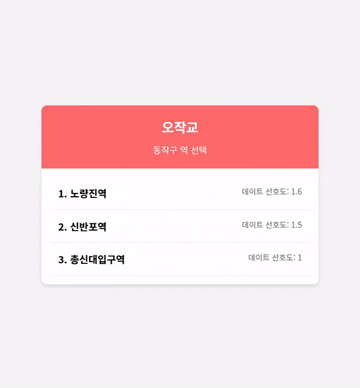 오작교
동작구 역 선택
1. 노량진역 데이트 선호도: 1.6
2. 신반포역 데이트 선호도: 1.5
3. 총신대입구역 데이트 선호도: 1